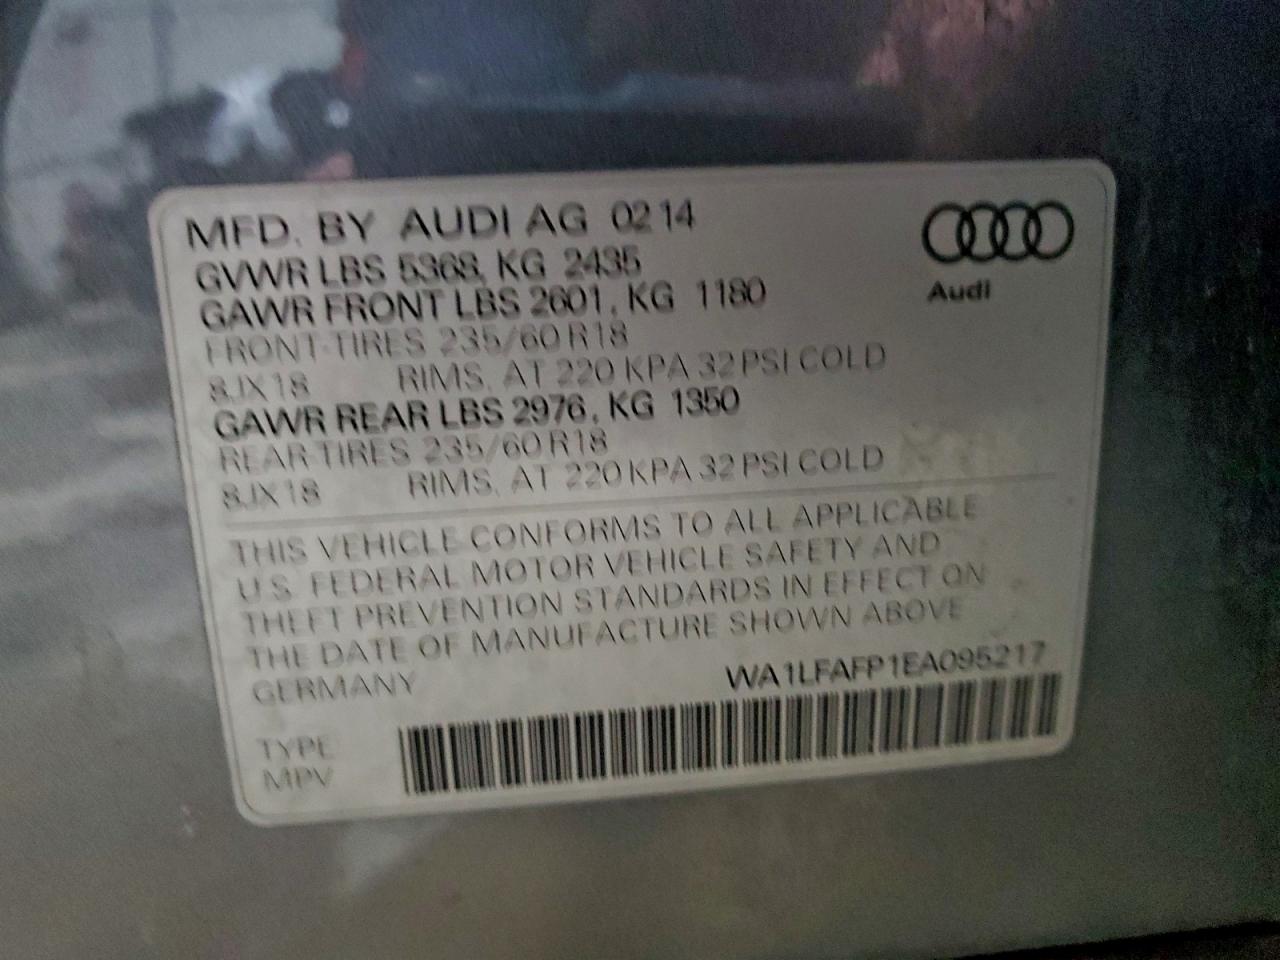 MFD. BY AUDI AG 02 14
GVWR LBS 5368, KG 2435
GAWR FRONT LBS 2601, KG 1180
FRONT-TIRES 235/60 R18
8JX18 RIMS, AT 220 KPA 32 PSI COLD
GAWR REAR LBS 2976, KG 1350
REAR-TIRES 235/60 R18
8JX18 RIMS, AT 220 KPA 32 PSI COLD
Audi
THIS VEHICLE CONFORMS TO ALL APPLICABLE
U.S. FEDERAL MOTOR VEHICLE SAFETY AND
THEFT PREVENTION STANDARDS IN EFFECT ON
THE DATE OF MANUFACTURE SHOWN ABOVE
GERMANY WA1LFAFP1EA095217
TYPE
MPV